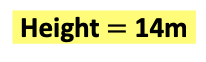 Height = 14m